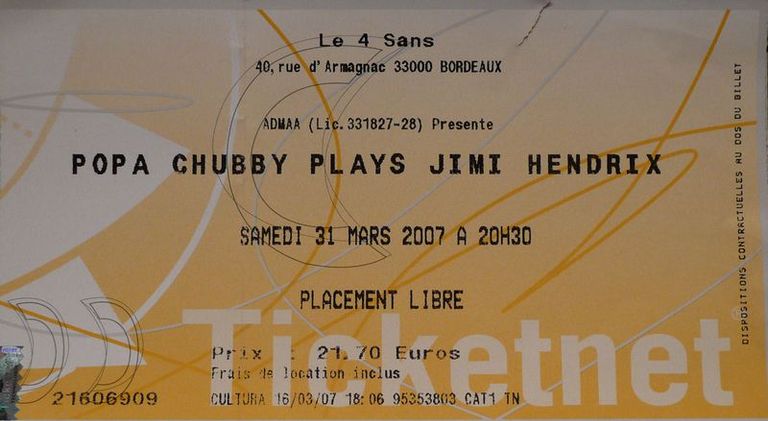 Le 4 Sans
40, rue d'Armagnac 33000 BORDEAUX
ADMAA (Lic.331827-28) Presente
POPA CHUBBY PLAYS JIMI HENDRIX
SAMEDI 31 MARS 2007 A 20H30
PLACEMENT LIBRE
Ticketnet
Prix : 21.70 Euros
Frais de location inclus
21606909
CULTURA 16/03/07 18:06 95353803 CAT1 TN
DISPOSITIONS CONTRACTUELLES AU DOS DU BILLET